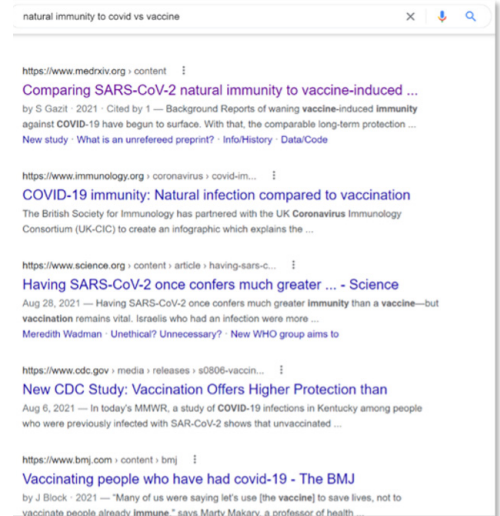 natural immunity to covid vs vaccine
https://www.medrxiv.org › content
Comparing SARS-CoV-2 natural immunity to vaccine-induced ...
by S Gazit · 2021 · Cited by 1 — Background Reports of waning vaccine-induced immunity
against COVID-19 have begun to surface. With that, the comparable long-term protection ...
New study · What is an unrefereed preprint? · Info/History · Data/Code
https://www.immunology.org › coronavirus › covid-im...
COVID-19 immunity: Natural infection compared to vaccination
The British Society for Immunology has partnered with the UK Coronavirus Immunology
Consortium (UK-CIC) to create an infographic which explains the ...
https://www.science.org › content › article › having-sars-c...
Having SARS-CoV-2 once confers much greater ... - Science
Aug 28, 2021 — Having SARS-CoV-2 once confers much greater immunity than a vaccine—but
vaccination remains vital. Israelis who had an infection were more ...
Meredith Wadman · Unethical? Unnecessary? · New WHO group aims to
https://www.cdc.gov › media › releases › s0806-vaccin...
New CDC Study: Vaccination Offers Higher Protection than
Aug 6, 2021 — In today's MMWR, a study of COVID-19 infections in Kentucky among people
who were previously infected with SAR-CoV-2 shows that unvaccinated ...
https://www.bmj.com › content › bmj
Vaccinating people who have had covid-19 - The BMJ
by J Block · 2021 — "Many of us were saying let's use [the vaccine] to save lives, not to
vaccinate people already immune," says Marty Makary, a professor of health ...